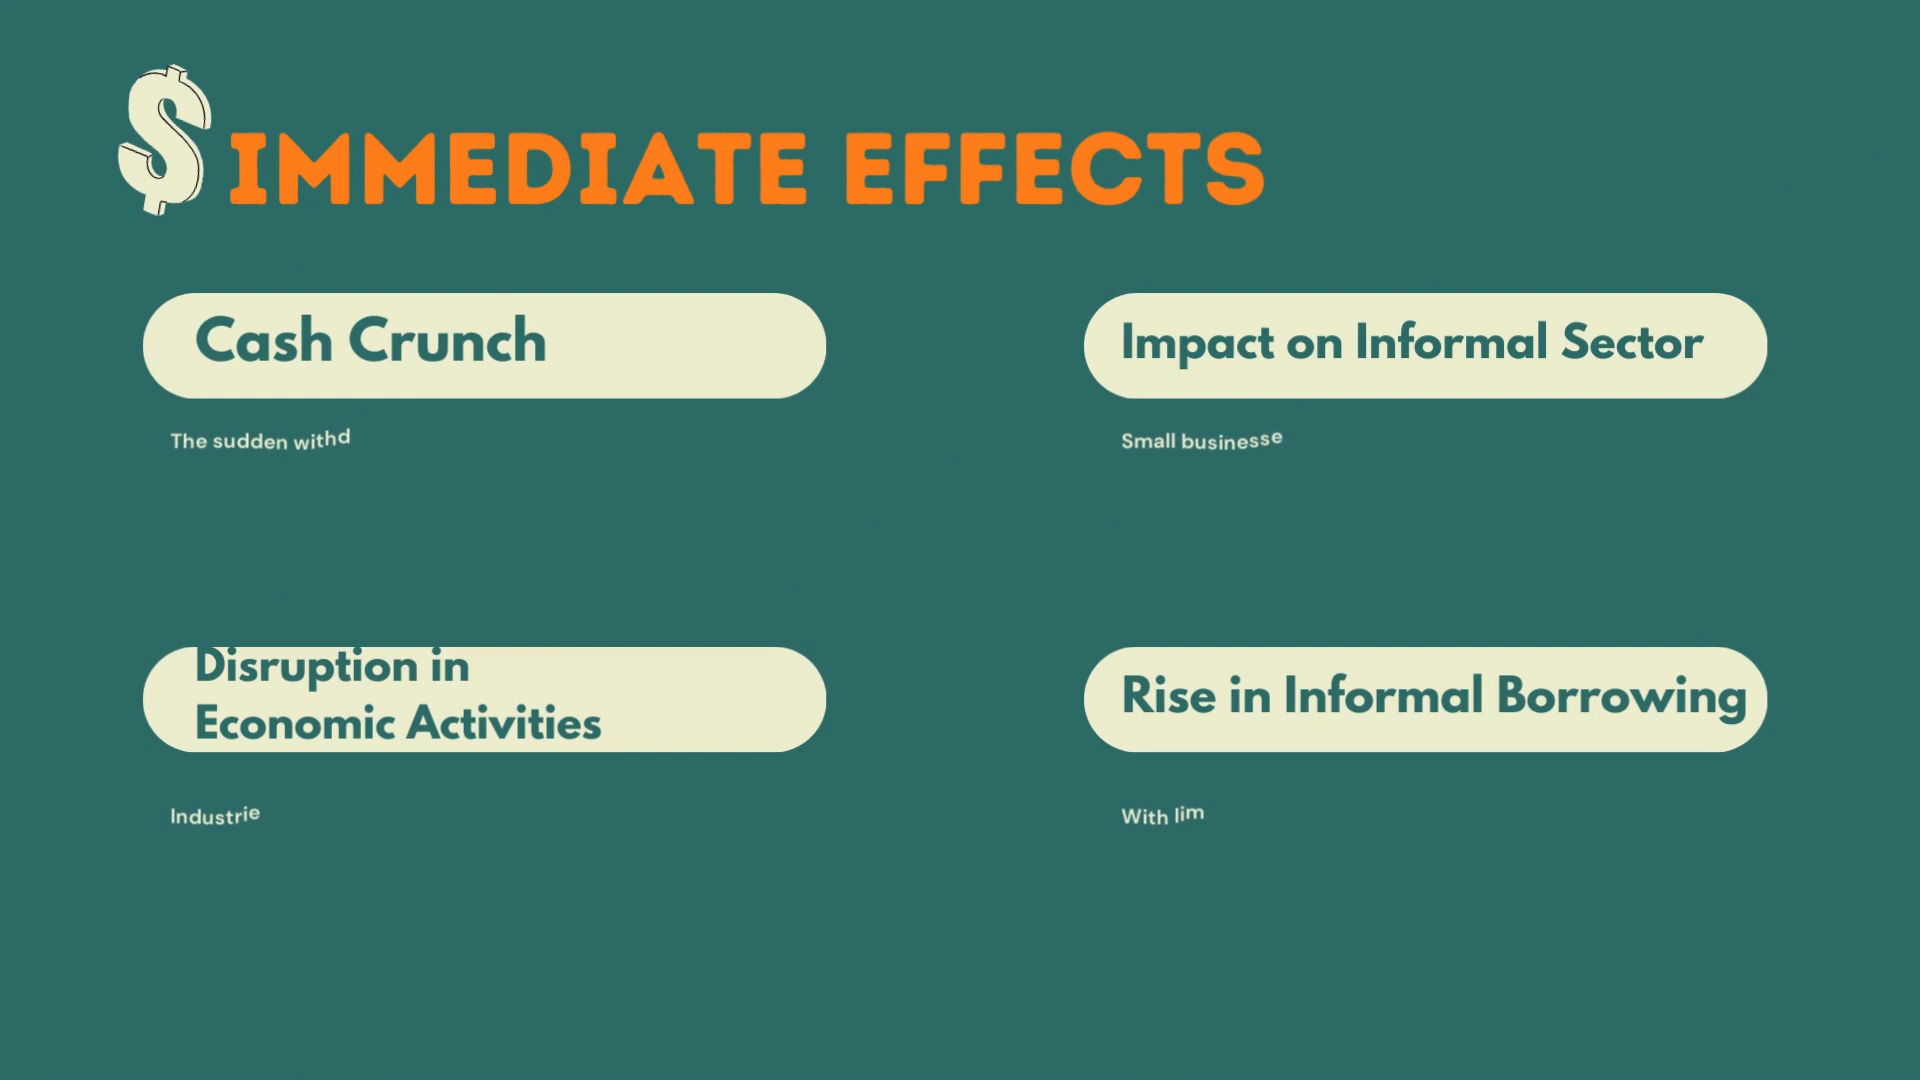 $ IMMEDIATE EFFECTS
Cash Crunch
The sudden withd
Impact on Informal Sector
Small businesse
Disruption in
Economic Activities
Industrie
Rise in Informal Borrowing
With lim